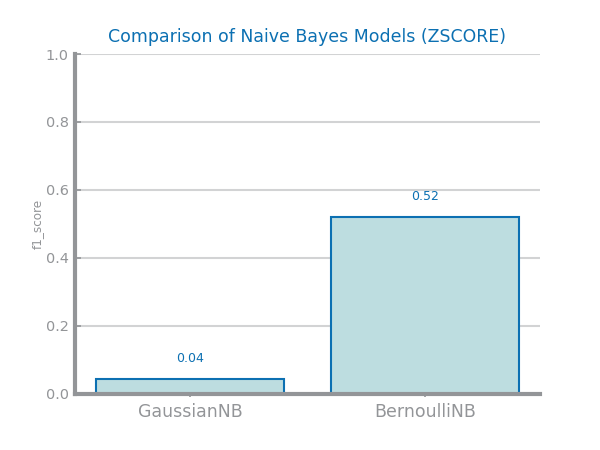 Comparison of Naive Bayes Models (ZSCORE)
1.0
0.8
0.6
0.4
0.2
0.0
f1_score
0.04
0.52
GaussianNB
BernoulliNB